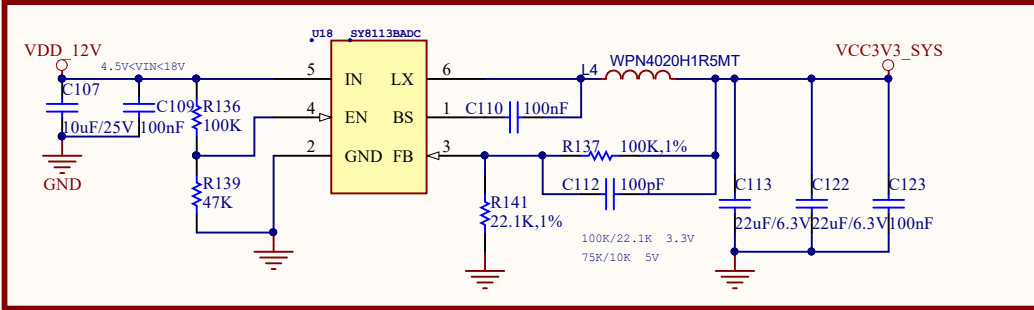 U18 SY8113BADC
VDD_12V
4.5V<VIN<18V
WPN4020H1R5MT
VCC3V3_SYS
L4
5 IN LX 6
C107
C109
R136
100K
10uF/25V
100nF
4 EN BS 1
C110 100nF
2 GND FB 3
R137 100K,1%
GND
R139
47K
C112 100pF
R141
22.1K,1%
C113
C122
C123
22uF/6.3V
22uF/6.3V
100nF
100K/22.1K 3.3V
75K/10K 5V